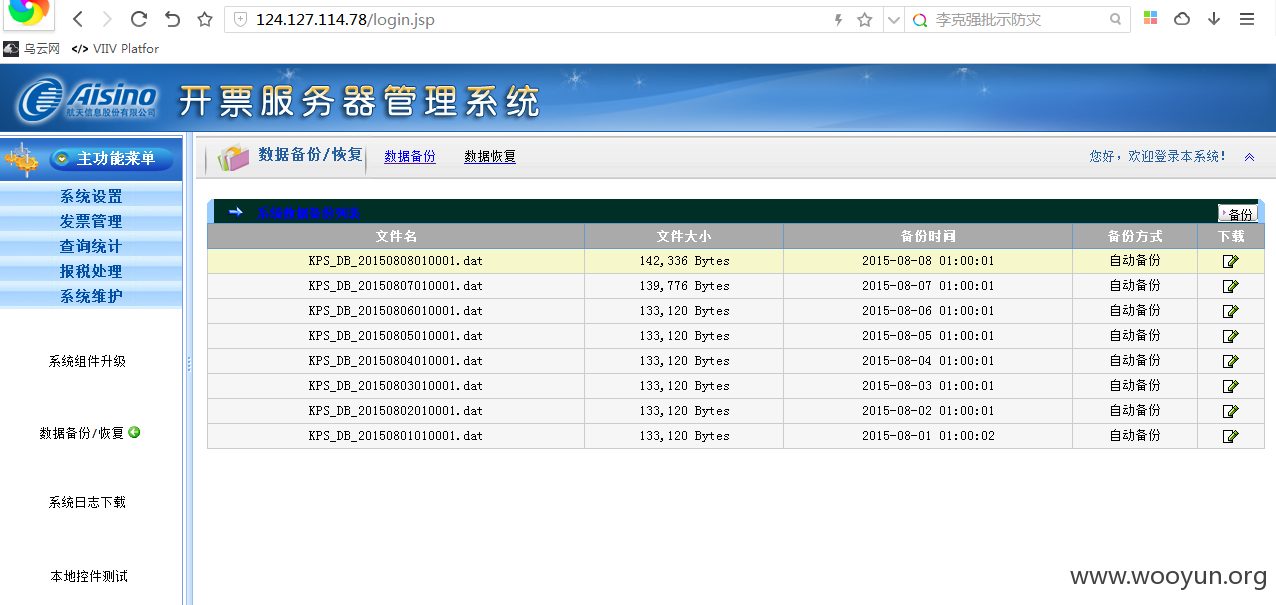 124.127.114.78/login.jsp
李克强批示防灾
乌云网
</> VIIV Platfor
Aisino
航天信息股份有限公司
开票服务器管理系统
主功能菜单
数据备份/恢复
数据备份
数据恢复
您好，欢迎登录本系统！
系统设置
发票管理
查询统计
报税处理
系统维护
系统组件升级
数据备份/恢复
系统日志下载
本地控件测试
系统数据备份列表
备份
文件名 文件大小 备份时间 备份方式 下载
KPS_DB_20150808010001.dat 142,336 Bytes 2015-08-08 01:00:01 自动备份
KPS_DB_20150807010001.dat 139,776 Bytes 2015-08-07 01:00:01 自动备份
KPS_DB_20150806010001.dat 133,120 Bytes 2015-08-06 01:00:01 自动备份
KPS_DB_20150805010001.dat 133,120 Bytes 2015-08-05 01:00:01 自动备份
KPS_DB_20150804010001.dat 133,120 Bytes 2015-08-04 01:00:01 自动备份
KPS_DB_20150803010001.dat 133,120 Bytes 2015-08-03 01:00:01 自动备份
KPS_DB_20150802010001.dat 133,120 Bytes 2015-08-02 01:00:01 自动备份
KPS_DB_20150801010001.dat 133,120 Bytes 2015-08-01 01:00:02 自动备份
www.wooyun.org